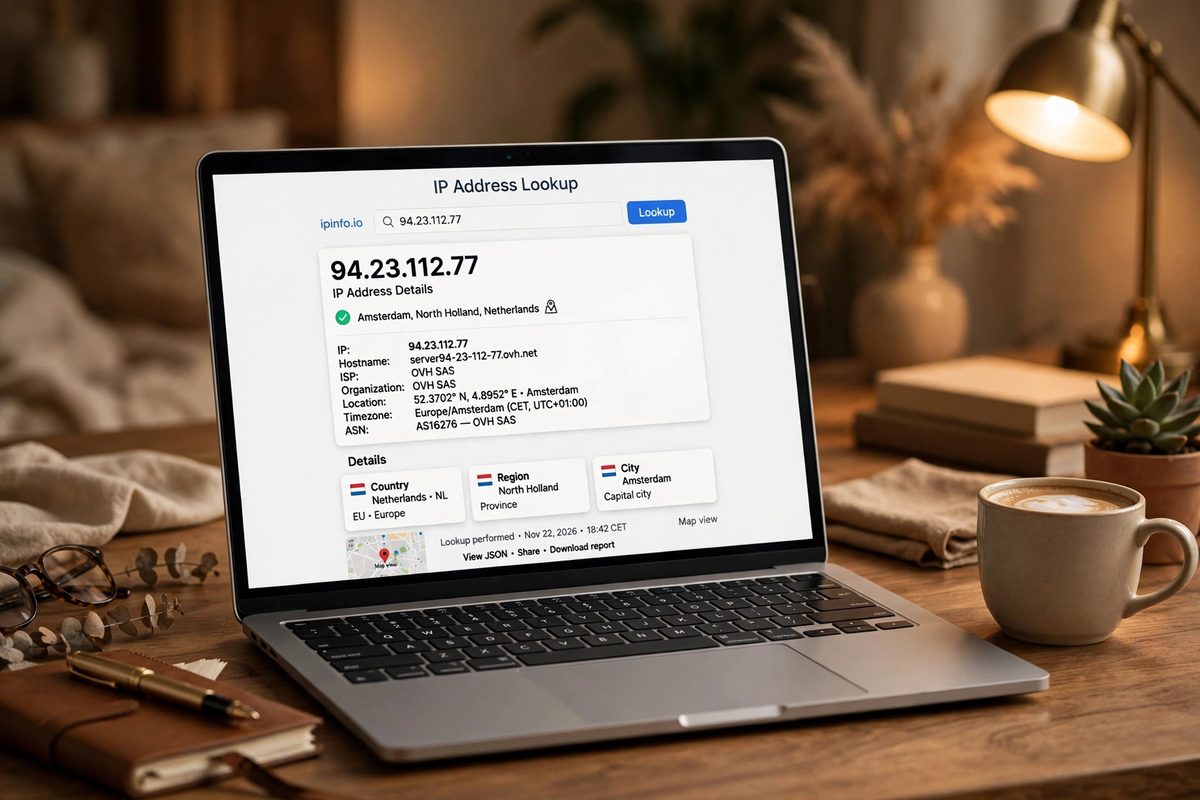 IP Address Lookup
ipinfo.io 94.23.112.77 Lookup
94.23.112.77
IP Address Details
Amsterdam, North Holland, Netherlands
IP: 94.23.112.77
Hostname: server94-23-112-77.ovh.net
ISP: OVH SAS
Organization: OVH SAS
Location: 52.3702° N, 4.8952° E • Amsterdam
Timezone: Europe/Amsterdam (CET, UTC+01:00)
ASN: AS16276 — OVH SAS
Details
Country
Netherlands • NL
EU • Europe
Region
North Holland
Province
City
Amsterdam
Capital city
Lookup performed • Nov 22, 2026 • 18:42 CET
Map view
View JSON • Share • Download report
Map view